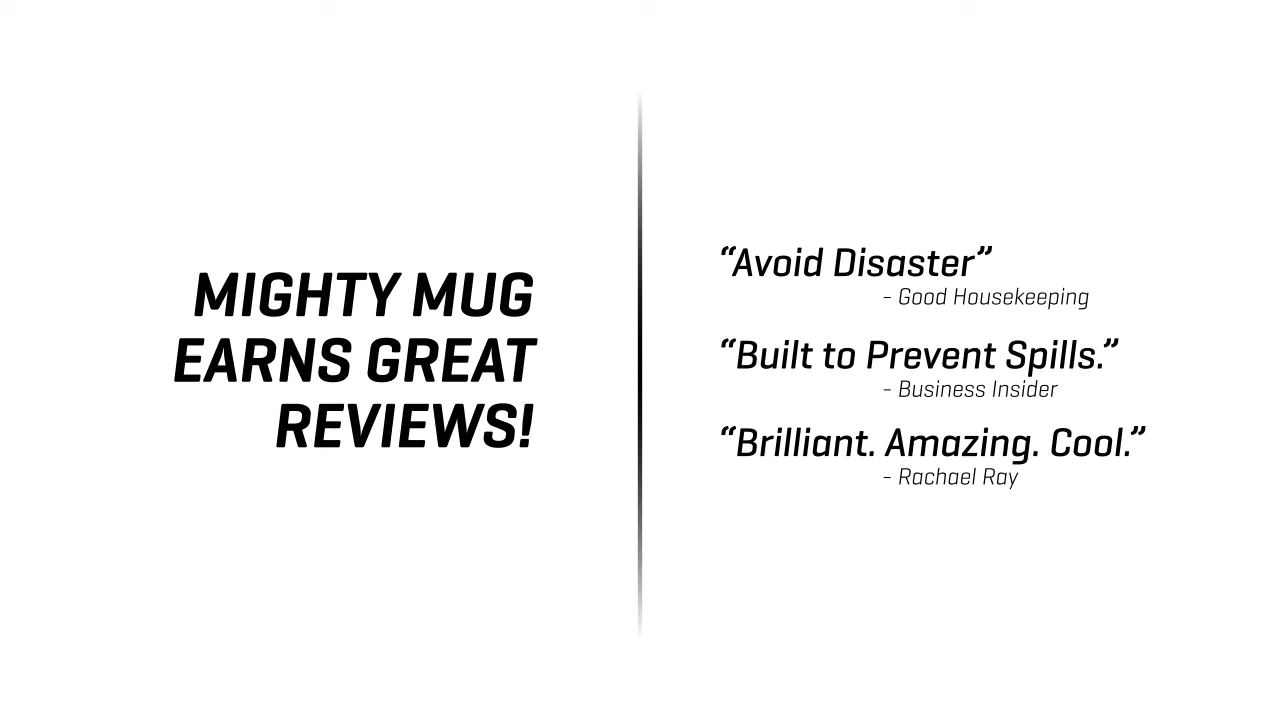 MIGHTY MUG
EARNS GREAT
REVIEWS!
“Avoid Disaster”
- Good Housekeeping
“Built to Prevent Spills.”
- Business Insider
“Brilliant. Amazing. Cool.”
- Rachael Ray